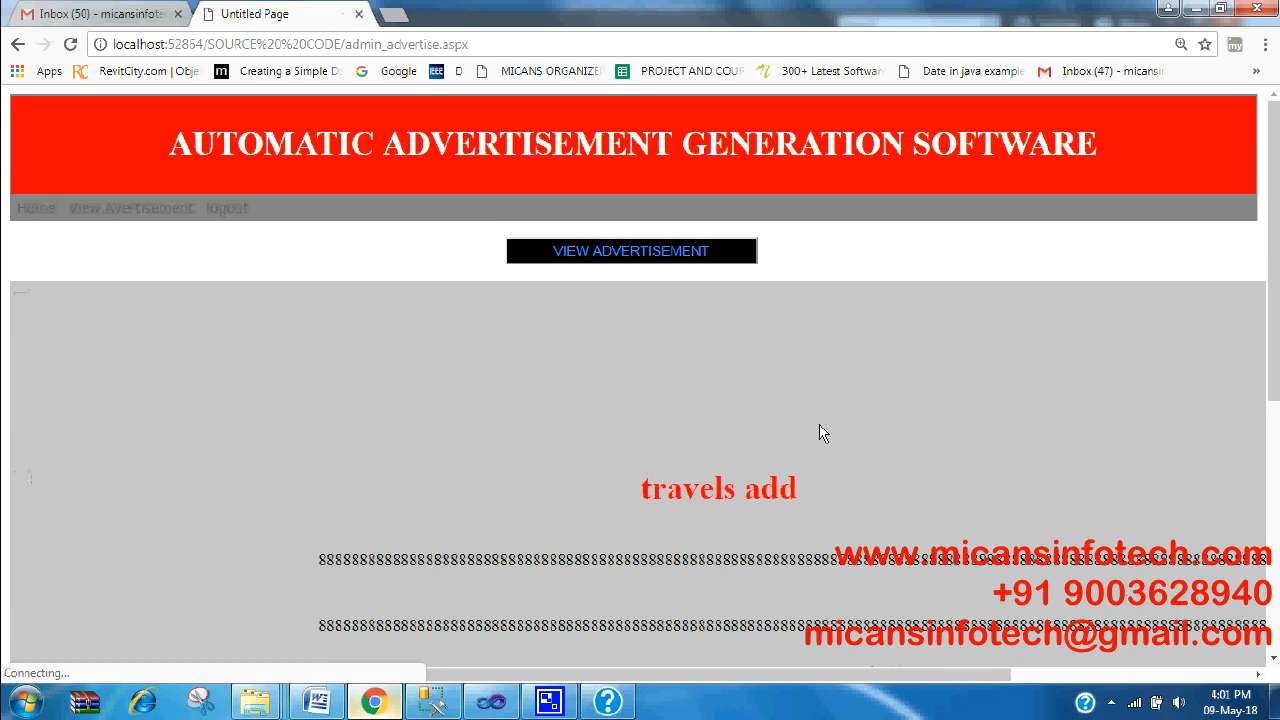 Inbox (50) - micansinfote
Untitled Page
localhost:52864/SOURCE%20%20CODE/admin_advertise.aspx
Apps
RevitCity.com | Obje
Creating a Simple D
Google
IEEE
D
MICANS ORGANIZE
PROJECT AND COUR
300+ Latest Softwar
Date in java example
Inbox (47) - micansin
AUTOMATIC ADVERTISEMENT GENERATION SOFTWARE
Home View Avertisement logout
VIEW ADVERTISEMENT
travels add
www.micansinfotech.com
+91 9003628940
micansinfotech@gmail.com
Connecting...
4:01 PM
09-May-18